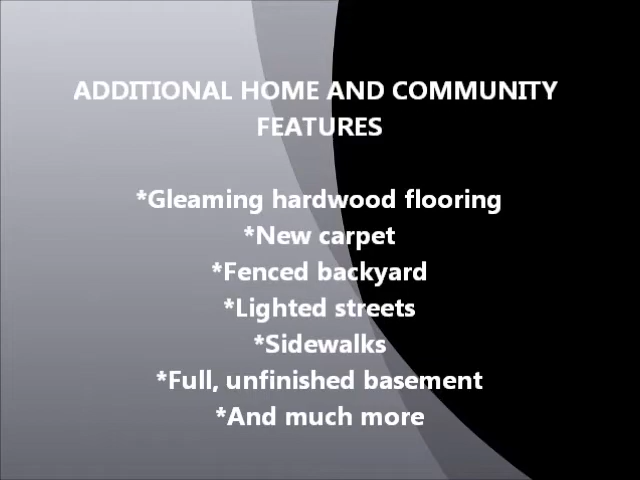 ADDITIONAL HOME AND COMMUNITY
FEATURES
*Gleaming hardwood flooring
*New carpet
*Fenced backyard
*Lighted streets
*Sidewalks
*Full, unfinished basement
*And much more